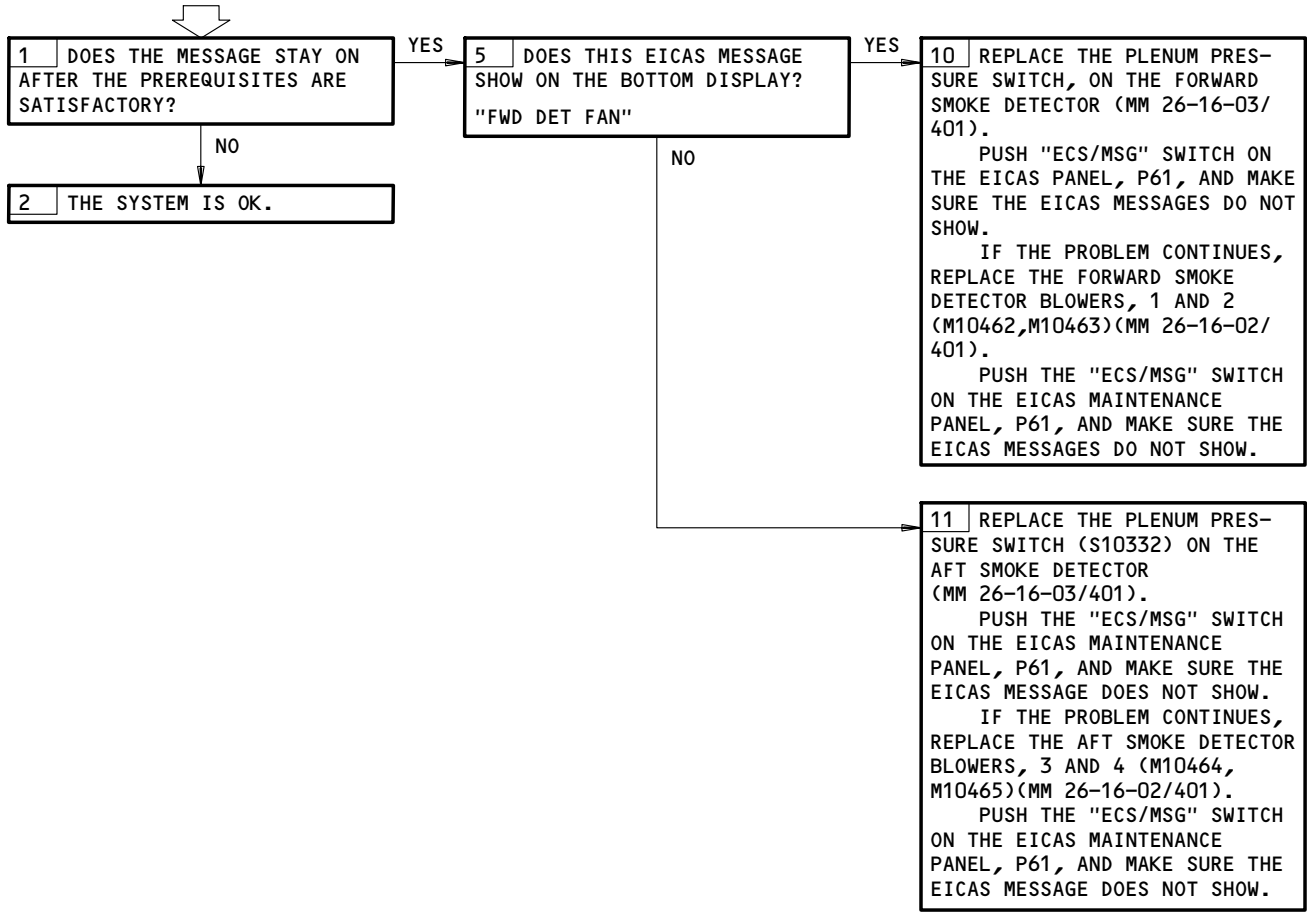 1 DOES THE MESSAGE STAY ON
AFTER THE PREREQUISITES ARE
SATISFACTORY?
YES
NO
2 THE SYSTEM IS OK.
5 DOES THIS EICAS MESSAGE
SHOW ON THE BOTTOM DISPLAY?
"FWD DET FAN"
YES
NO
10 REPLACE THE PLENUM PRES-
SURE SWITCH, ON THE FORWARD
SMOKE DETECTOR (MM 26-16-03/
401).
PUSH "ECS/MSG" SWITCH ON
THE EICAS PANEL, P61, AND MAKE
SURE THE EICAS MESSAGES DO NOT
SHOW.
IF THE PROBLEM CONTINUES,
REPLACE THE FORWARD SMOKE
DETECTOR BLOWERS, 1 AND 2
(M10462,M10463)(MM 26-16-02/
401).
PUSH THE "ECS/MSG" SWITCH
ON THE EICAS MAINTENANCE
PANEL, P61, AND MAKE SURE THE
EICAS MESSAGES DO NOT SHOW.
11 REPLACE THE PLENUM PRES-
SURE SWITCH (S10332) ON THE
AFT SMOKE DETECTOR
(MM 26-16-03/401).
PUSH THE "ECS/MSG" SWITCH
ON THE EICAS MAINTENANCE
PANEL, P61, AND MAKE SURE THE
EICAS MESSAGE DOES NOT SHOW.
IF THE PROBLEM CONTINUES,
REPLACE THE AFT SMOKE DETECTOR
BLOWERS, 3 AND 4 (M10464,
M10465)(MM 26-16-02/401).
PUSH THE "ECS/MSG" SWITCH
ON THE EICAS MAINTENANCE
PANEL, P61, AND MAKE SURE THE
EICAS MESSAGE DOES NOT SHOW.